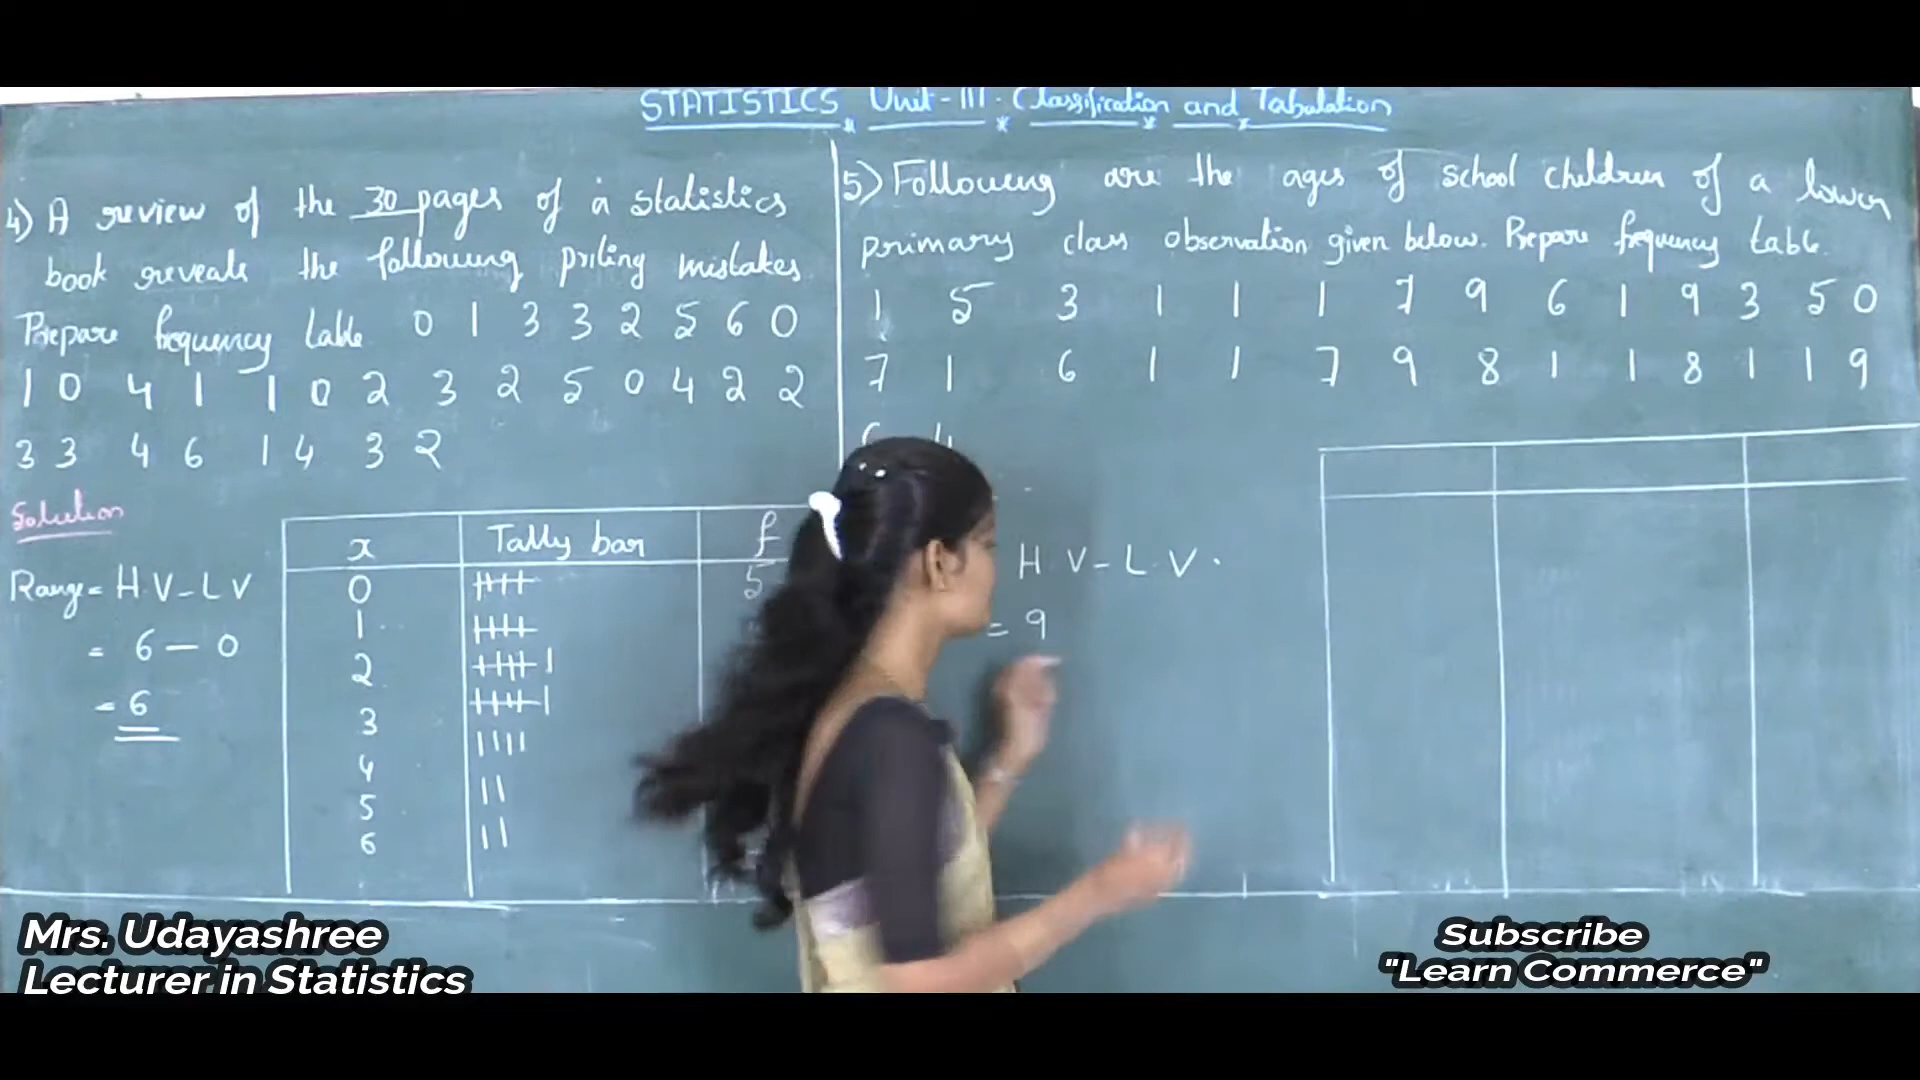 STATISTICS Unit - III . Classification and Tabulation
4) A review of the 30 pages of a statistics
book reveals the following priting mistakes
Prepare frequency table 0 1 3 3 2 5 6 0
1 0 4 1 1 0 2 3 2 5 0 4 2 2
3 3 4 6 1 4 3 2
Solution
Range = H.V - L V
= 6 - 0
= 6
x Tally bar f
0 5
1
2
3
4
5
6
5) Following are the ages of school children of a lower
primary class observation given below. Prepare frequency table.
1 5 3 1 1 1 7 9 6 1 9 3 5 0
7 1 6 1 1 7 9 8 1 1 8 1 1 9
H.V - L.V.
= 9
Mrs. Udayashree
Lecturer in Statistics
Subscribe
"Learn Commerce"